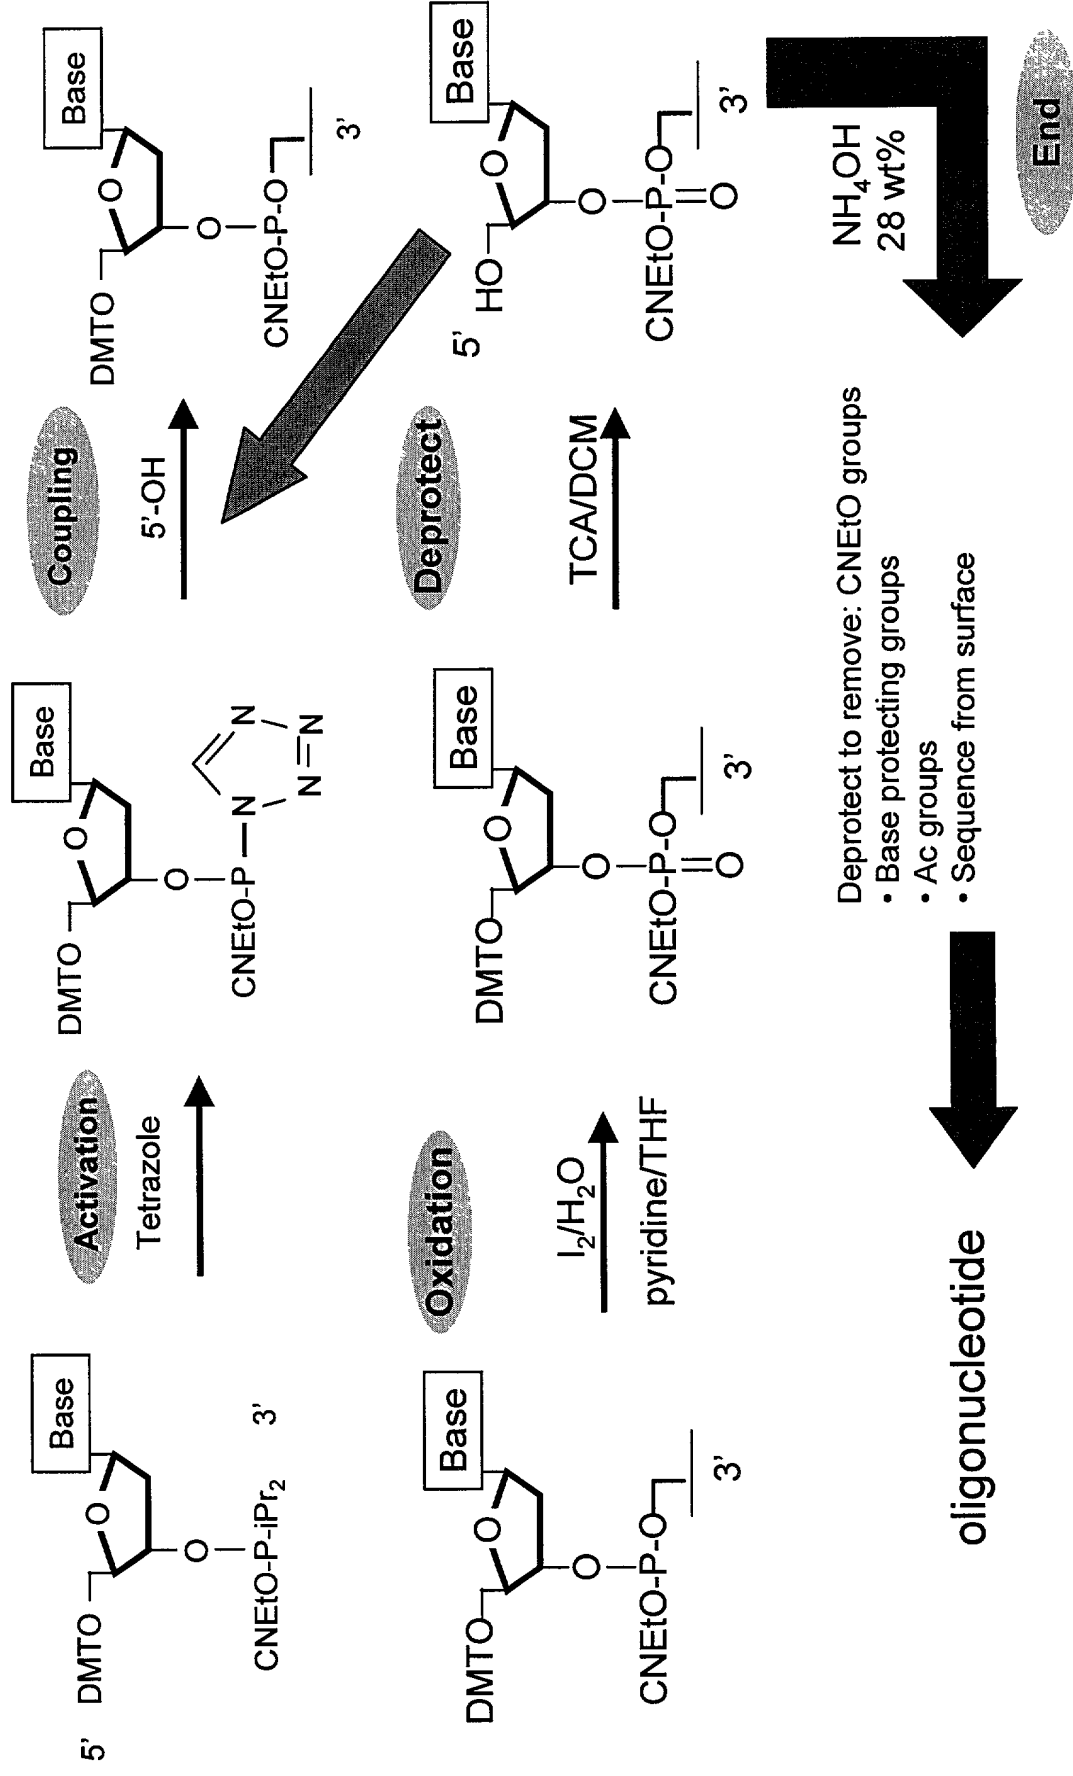 5'
DMTO
O
Base
O
CNEtO-P-iPr2
3'
Activation
Tetrazole
DMTO
O
Base
O
CNEtO-P
N
N
N=N
Coupling
5'-OH
DMTO
O
Base
O
CNEtO-P-O
3'
DMTO
O
Base
O
CNEtO-P-O
3'
Oxidation
I2/H2O
pyridine/THF
DMTO
O
Base
O
CNEtO-P-O
O
3'
Deprotect
TCA/DCM
5'
HO
O
Base
O
CNEtO-P-O
O
3'
NH4OH
28 wt%
End
Deprotect to remove: CNEtO groups
• Base protecting groups
• Ac groups
• Sequence from surface
oligonucleotide